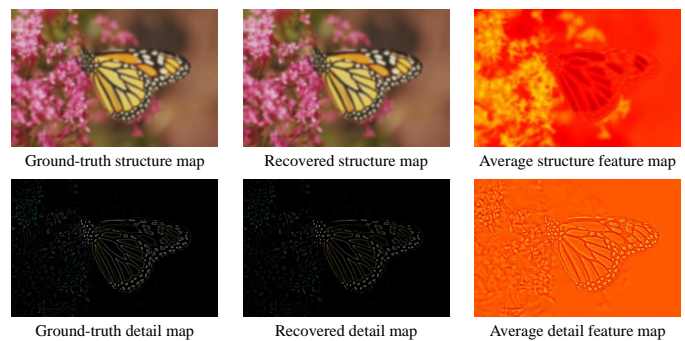 Ground-truth structure map
Recovered structure map
Average structure feature map
Ground-truth detail map
Recovered detail map
Average detail feature map